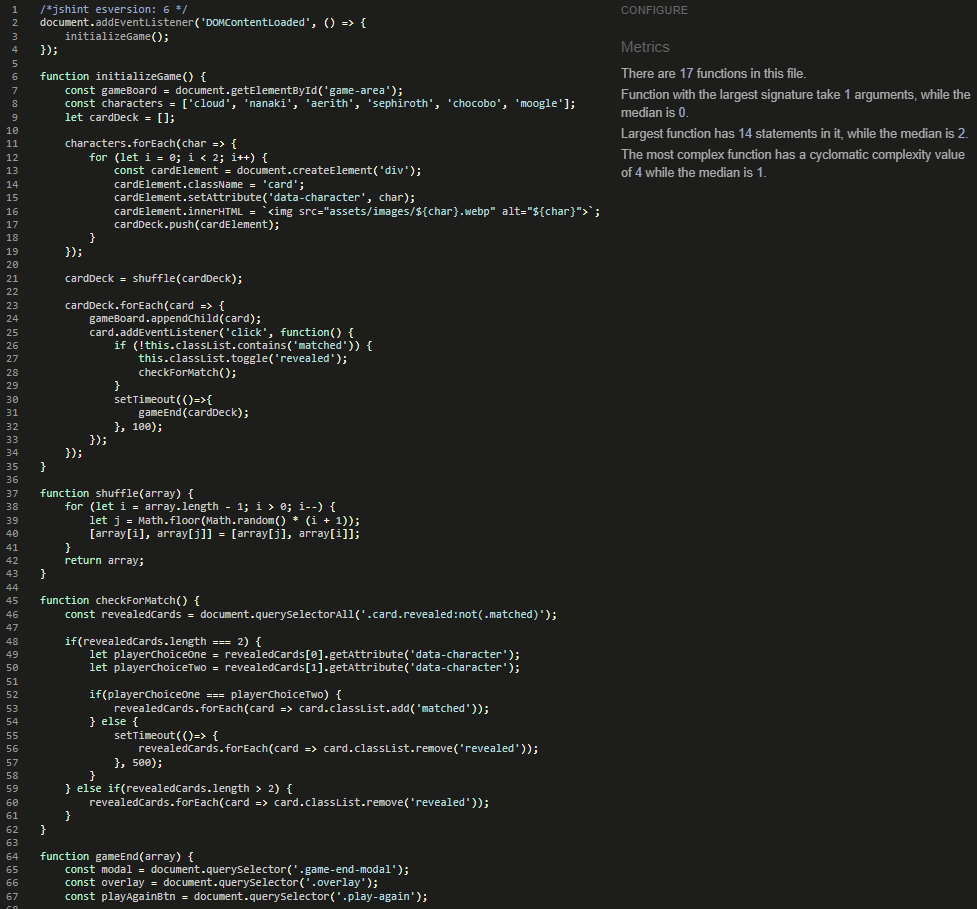 1 /*jshint esversion: 6 */
2 document.addEventListener('DOMContentLoaded', () => {
3     initializeGame();
4 });
5
6 function initializeGame() {
7     const gameBoard = document.getElementById('game-area');
8     const characters = ['cloud', 'nanaki', 'aerith', 'sephiroth', 'chocobo', 'moogle'];
9     let cardDeck = [];
10
11     characters.forEach(char => {
12         for (let i = 0; i < 2; i++) {
13             const cardElement = document.createElement('div');
14             cardElement.className = 'card';
15             cardElement.setAttribute('data-character', char);
16             cardElement.innerHTML = `<img src="assets/images/${char}.webp" alt="${char}">`;
17             cardDeck.push(cardElement);
18         }
19     });
20
21     cardDeck = shuffle(cardDeck);
22
23     cardDeck.forEach(card => {
24         gameBoard.appendChild(card);
25         card.addEventListener('click', function() {
26             if (!this.classList.contains('matched')) {
27                 this.classList.toggle('revealed');
28                 checkForMatch();
29             }
30             setTimeout(()=>{
31                 gameEnd(cardDeck);
32             }, 100);
33         });
34     });
35 }
36
37 function shuffle(array) {
38     for (let i = array.length - 1; i > 0; i--) {
39         let j = Math.floor(Math.random() * (i + 1));
40         [array[i], array[j]] = [array[j], array[i]];
41     }
42     return array;
43 }
44
45 function checkForMatch() {
46     const revealedCards = document.querySelectorAll('.card.revealed:not(.matched)');
47
48     if(revealedCards.length === 2) {
49         let playerChoiceOne = revealedCards[0].getAttribute('data-character');
50         let playerChoiceTwo = revealedCards[1].getAttribute('data-character');
51
52         if(playerChoiceOne === playerChoiceTwo) {
53             revealedCards.forEach(card => card.classList.add('matched'));
54         } else {
55             setTimeout(()=> {
56                 revealedCards.forEach(card => card.classList.remove('revealed'));
57             }, 500);
58         }
59     } else if(revealedCards.length > 2) {
60         revealedCards.forEach(card => card.classList.remove('revealed'));
61     }
62 }
63
64 function gameEnd(array) {
65     const modal = document.querySelector('.game-end-modal');
66     const overlay = document.querySelector('.overlay');
67     const playAgainBtn = document.querySelector('.play-again');
CONFIGURE
Metrics
There are 17 functions in this file.
Function with the largest signature take 1 arguments, while the
median is 0.
Largest function has 14 statements in it, while the median is 2.
The most complex function has a cyclomatic complexity value
of 4 while the median is 1.